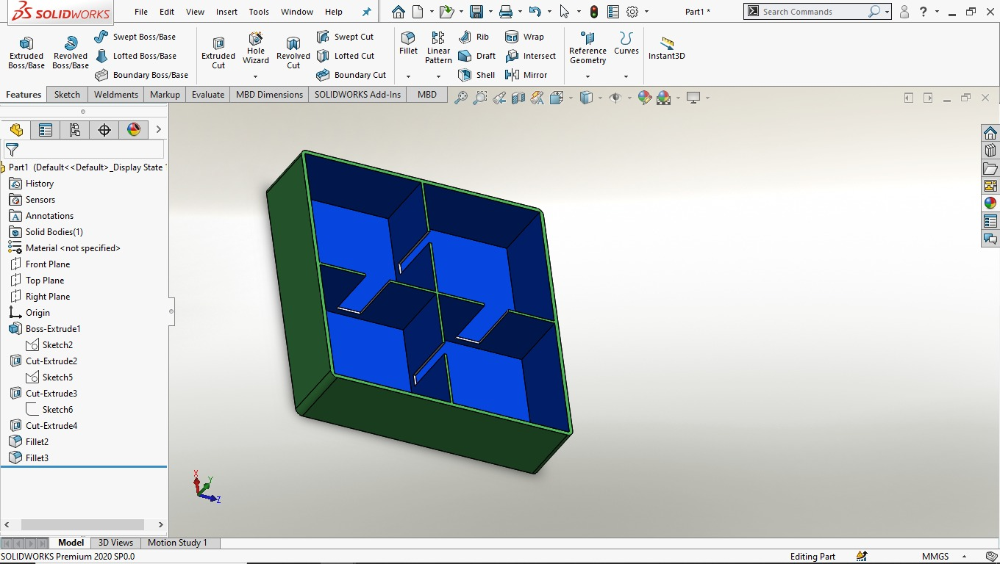 SOLIDWORKS File Edit View Insert Tools Window Help Part1 * Search Commands ?
Extruded Boss/Base
Revolved Boss/Base
Swept Boss/Base
Lofted Boss/Base
Boundary Boss/Base
Extruded Cut
Hole Wizard
Revolved Cut
Swept Cut
Lofted Cut
Boundary Cut
Fillet
Linear Pattern
Rib
Draft
Shell
Wrap
Intersect
Mirror
Reference Geometry
Curves
Instant3D
Features Sketch Weldments Markup Evaluate MBD Dimensions SOLIDWORKS Add-Ins MBD
Part1 (Default<<Default>_Display State
History
Sensors
Annotations
Solid Bodies(1)
Material <not specified>
Front Plane
Top Plane
Right Plane
Origin
Boss-Extrude1
Sketch2
Cut-Extrude2
Sketch5
Cut-Extrude3
Sketch6
Cut-Extrude4
Fillet2
Fillet3
X
Y
Z
Model 3D Views Motion Study 1
SOLIDWORKS Premium 2020 SP0.0 Editing Part MMGS